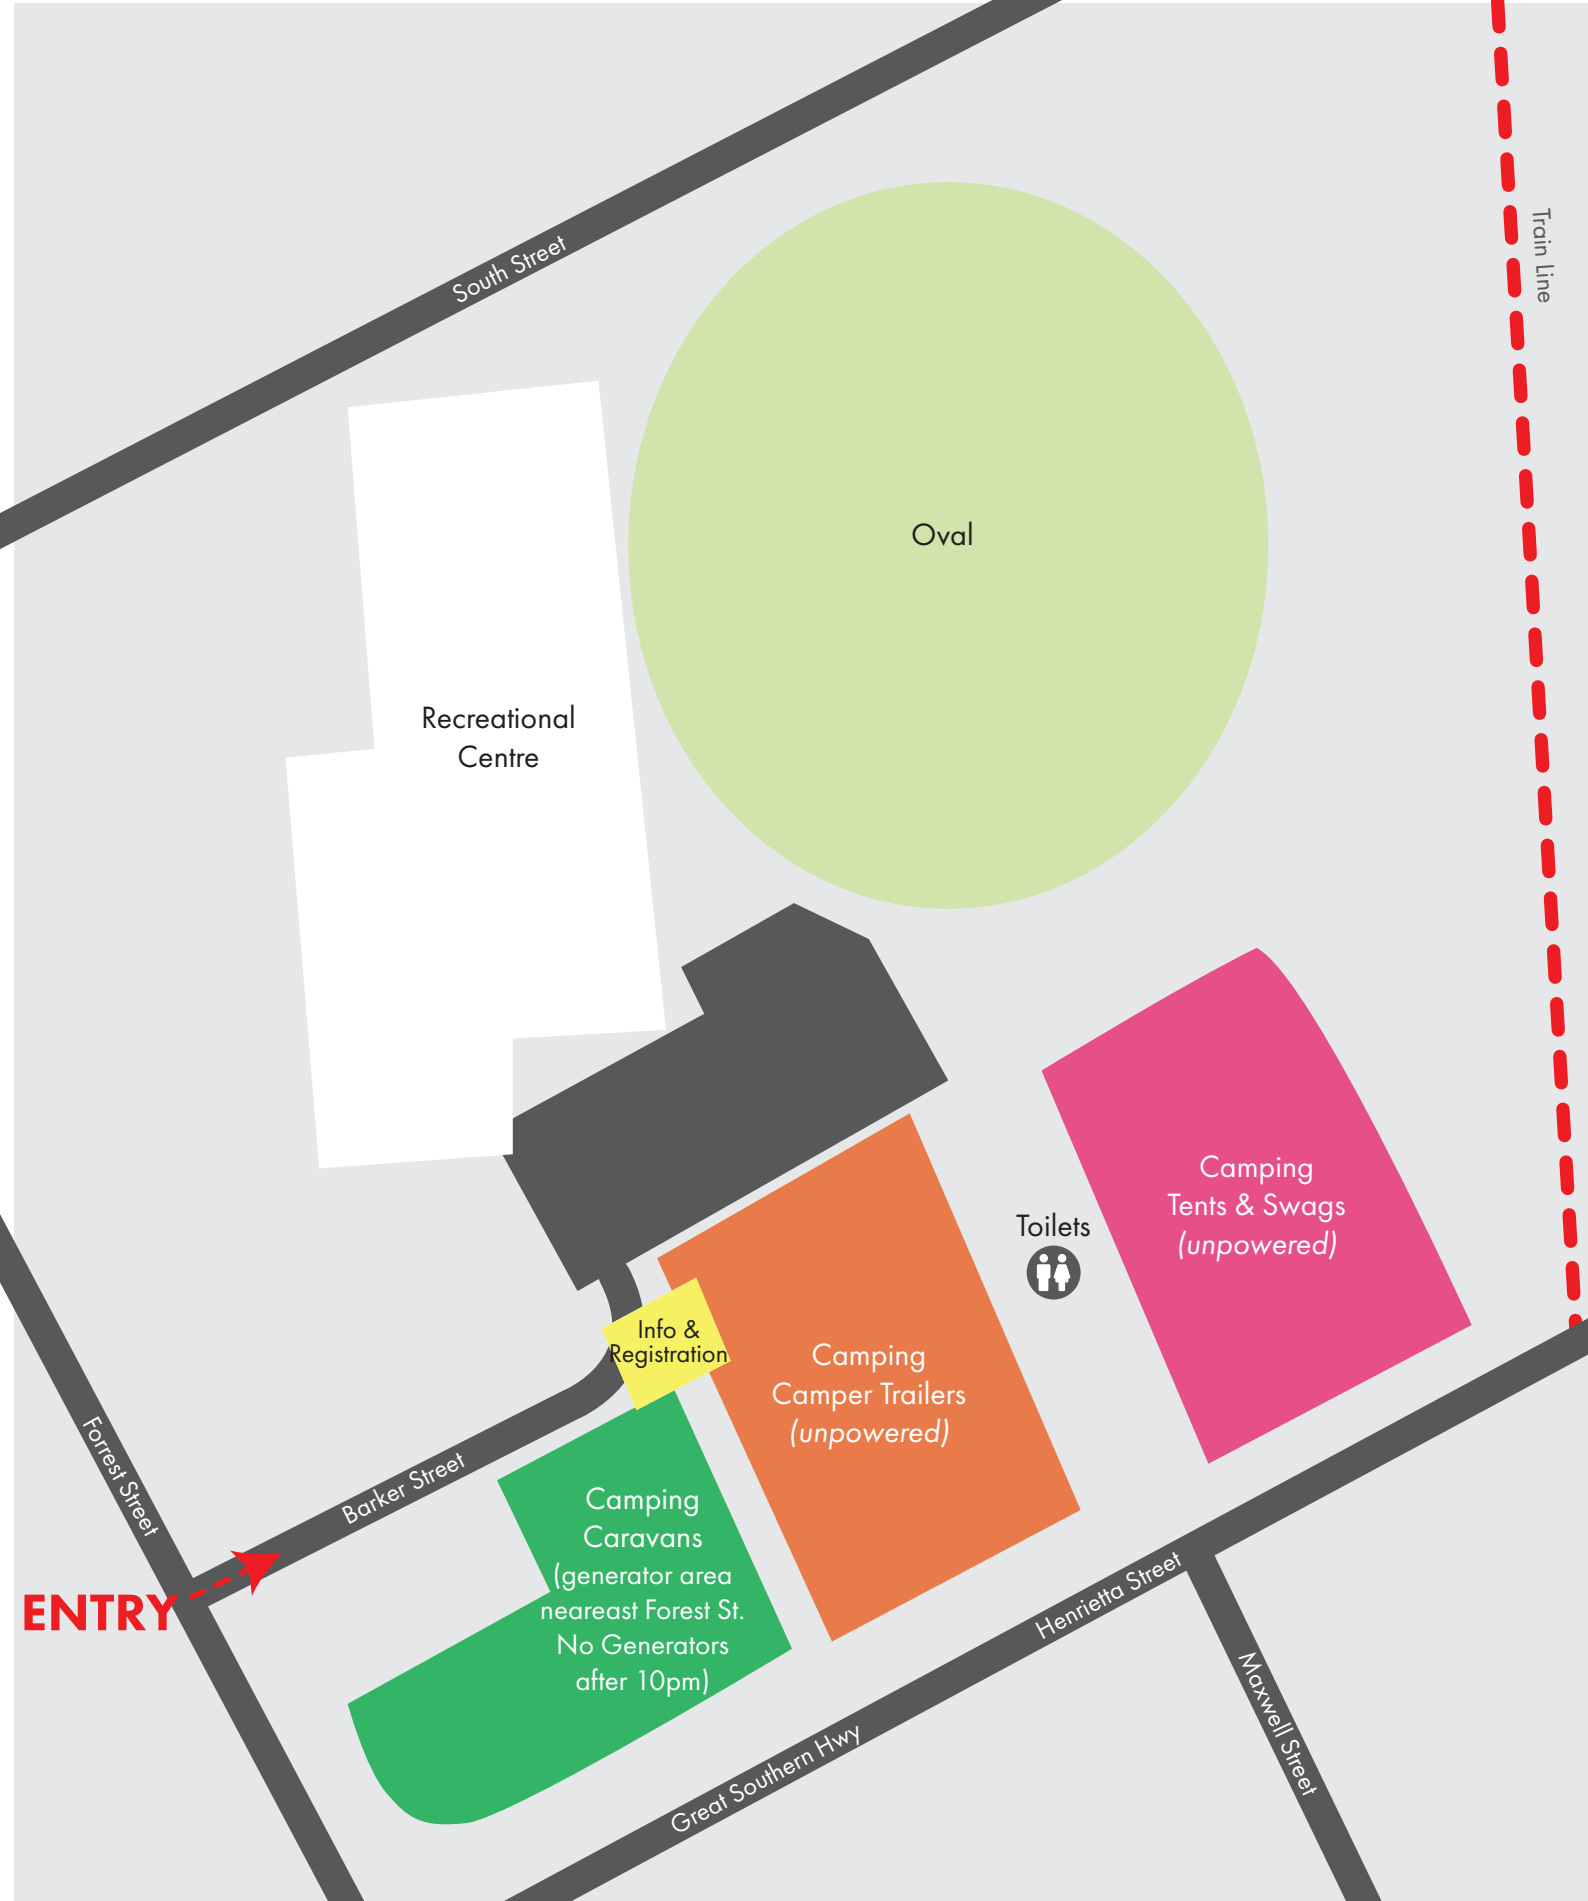 South Street
Train Line
Oval
Recreational
Centre
Camping
Tents & Swags
(unpowered)
Toilets
Info &
Registration
Camping
Camper Trailers
(unpowered)
Forrest Street
Barker Street
ENTRY
Camping
Caravans
(generator area
neareast Forest St.
No Generators
after 10pm)
Henrietta Street
Maxwell Street
Great Southern Hwy